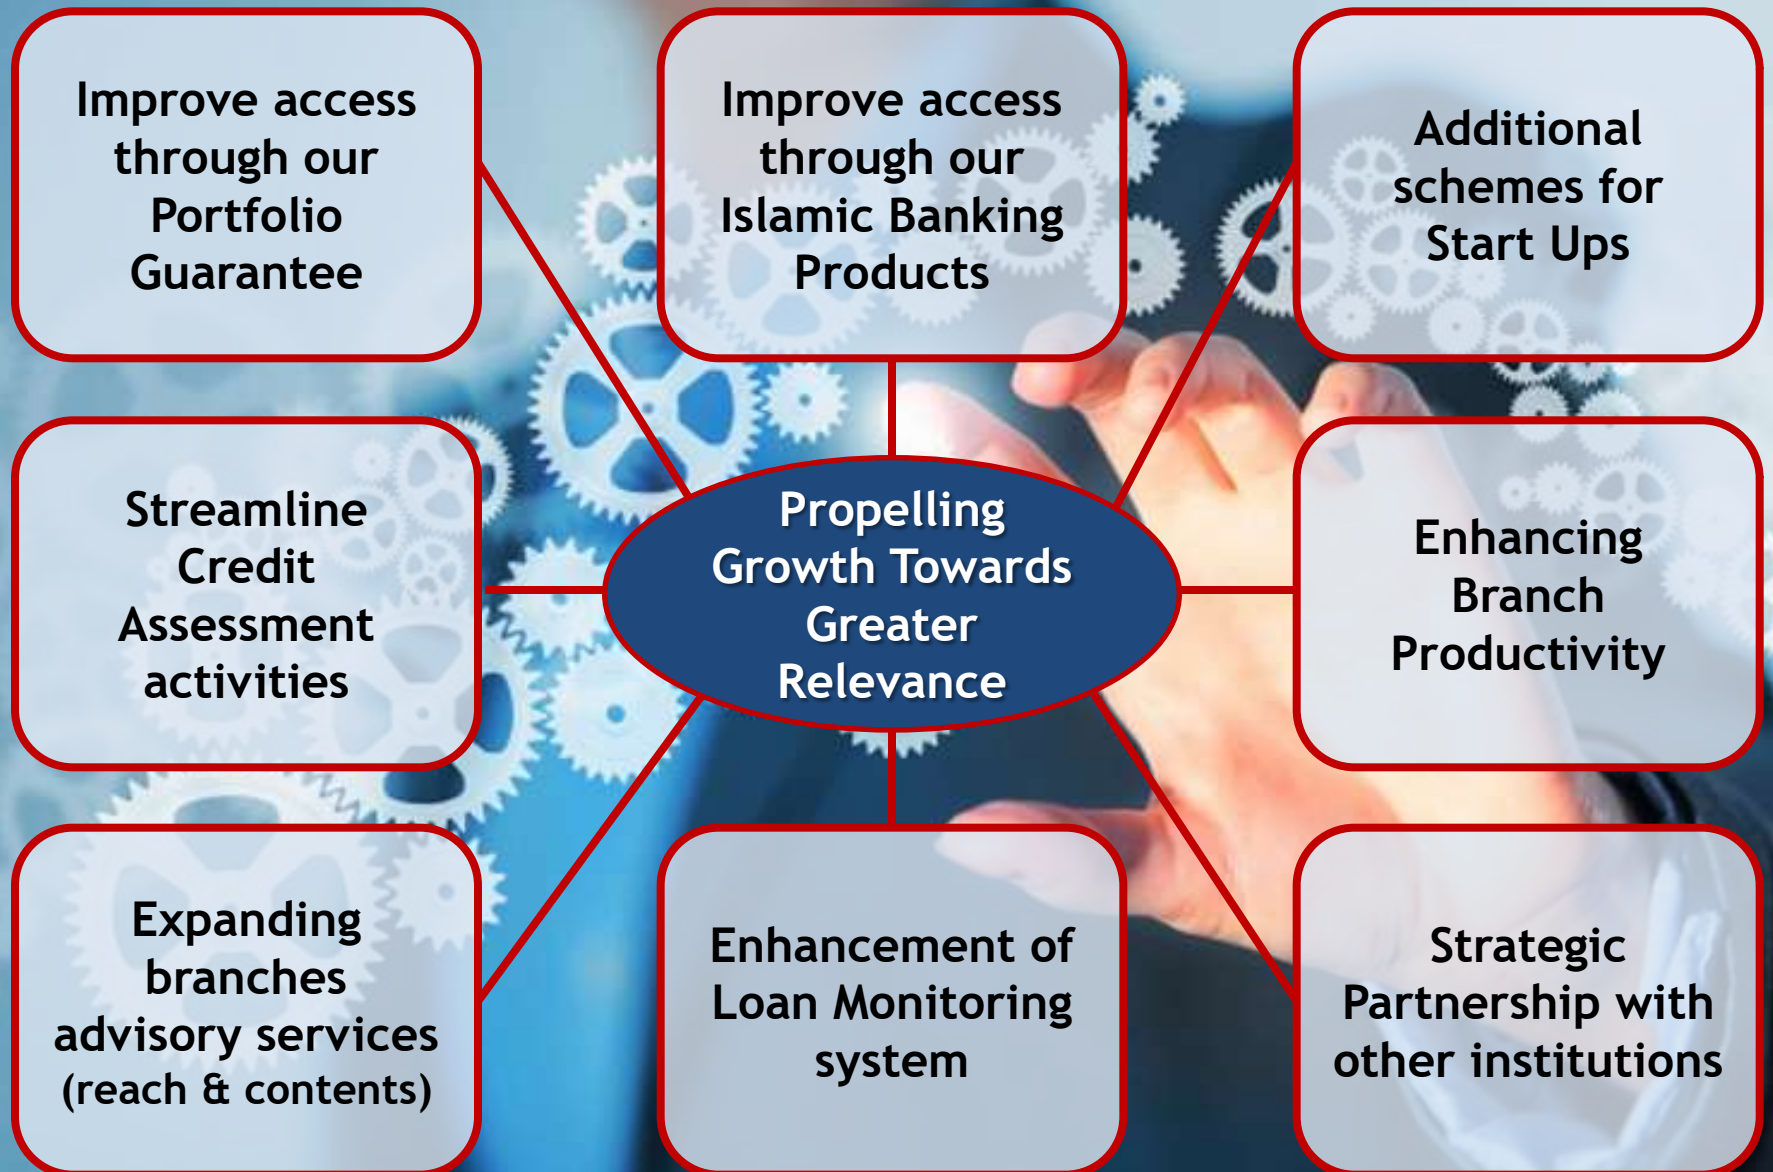 Improve access
through our
Portfolio
Guarantee
Improve access
through our
Islamic Banking
Products
Additional
schemes for
Start Ups
Streamline
Credit
Assessment
activities
Propelling
Growth Towards
Greater
Relevance
Enhancing
Branch
Productivity
Expanding
branches
advisory services
(reach & contents)
Enhancement of
Loan Monitoring
system
Strategic
Partnership with
other institutions